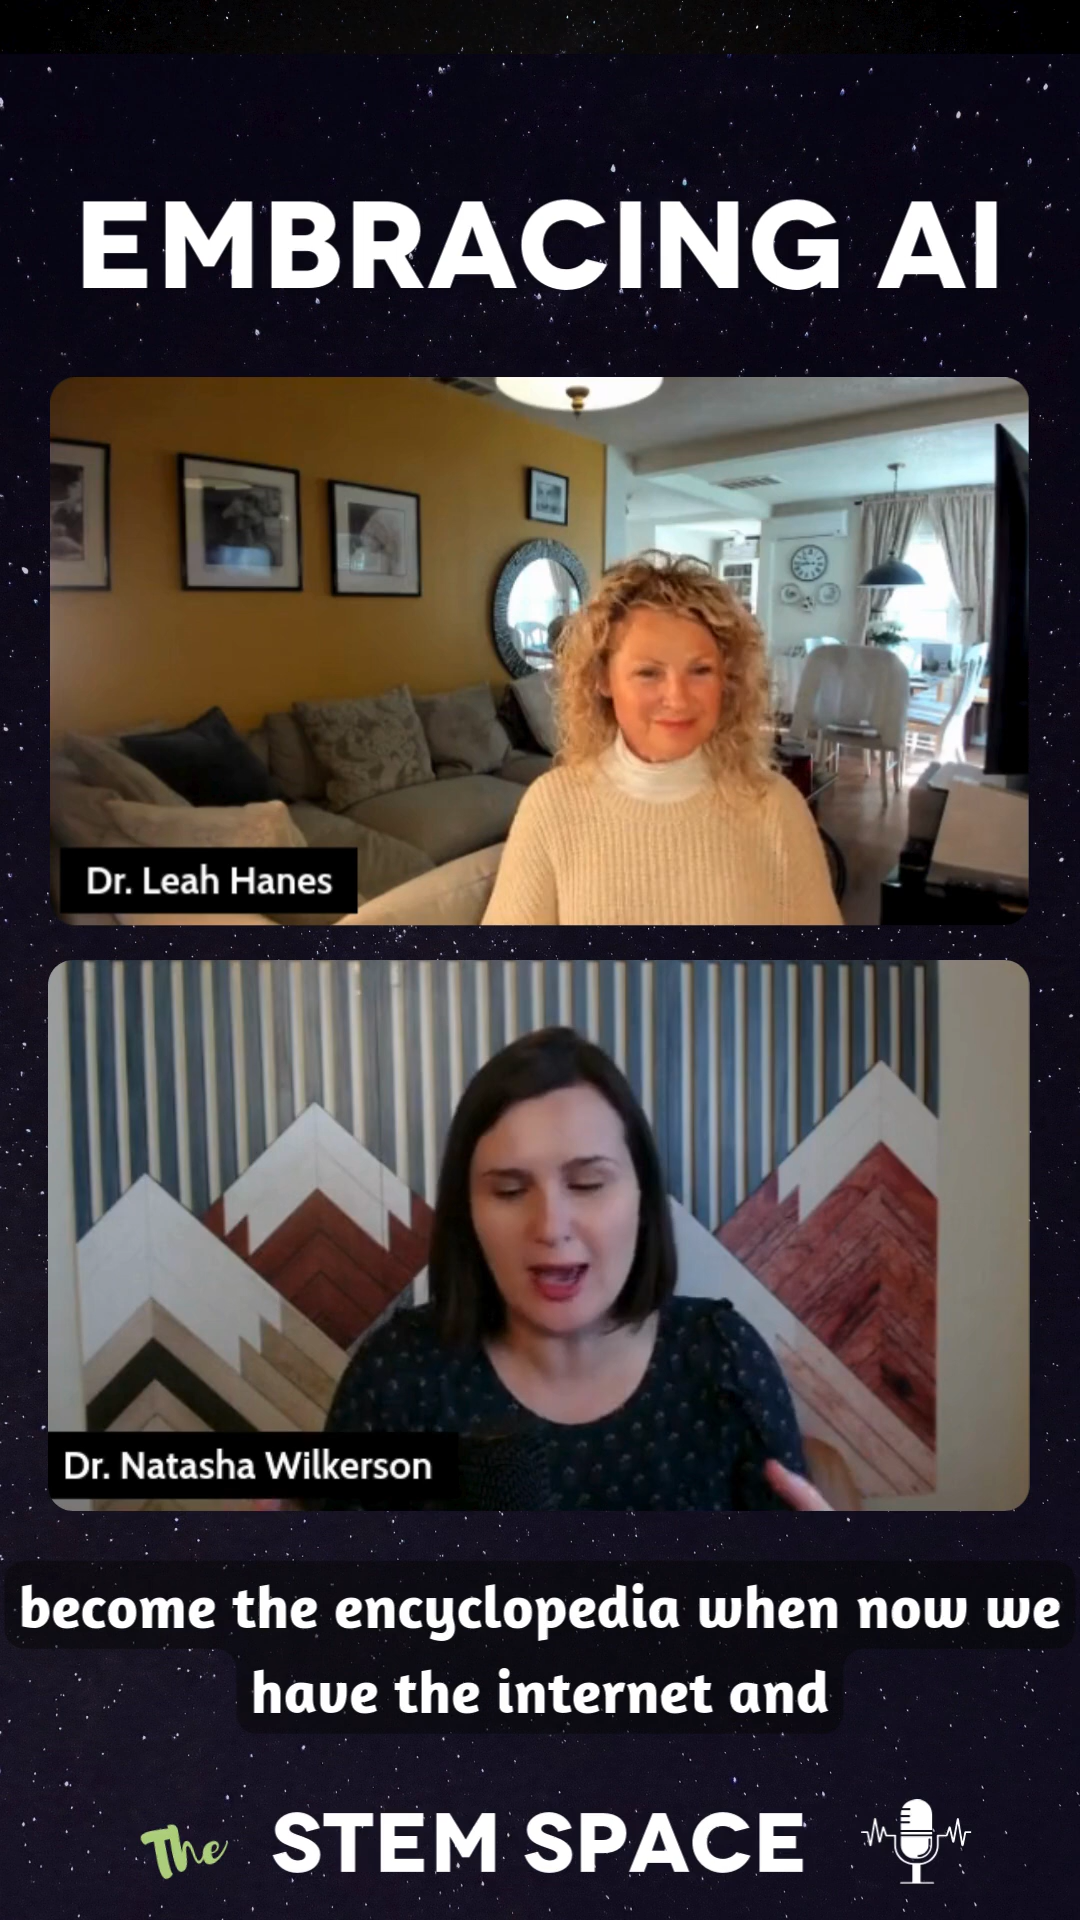 EMBRACING AI
Dr. Leah Hanes
Dr. Natasha Wilkerson
become the encyclopedia when now we
have the internet and
The STEM SPACE